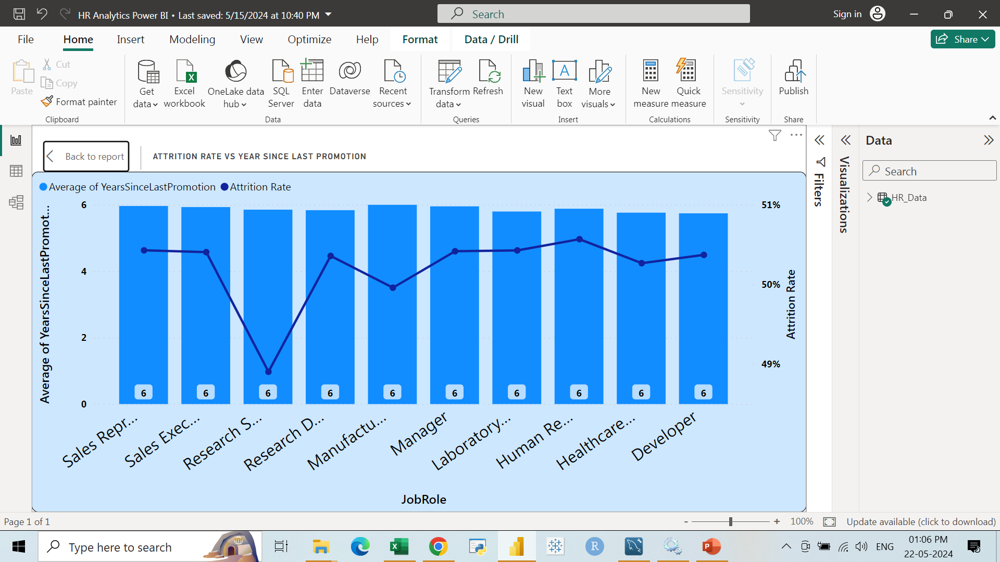 HR Analytics Power BI • Last saved: 5/15/2024 at 10:40 PM
Search
Sign in
File Home Insert Modeling View Optimize Help Format Data / Drill
Share
Paste
Cut
Copy
Format painter
Clipboard
Get data
Excel workbook
OneLake data hub
SQL Server
Enter data
Dataverse
Recent sources
Data
Transform data
Refresh
Queries
New visual
Text box
More visuals
Insert
New measure
Quick measure
Calculations
Sensitivity
Sensitivity
Publish
Share
Back to report
ATTRITION RATE VS YEAR SINCE LAST PROMOTION
Average of YearsSinceLastPromotion Attrition Rate
Average of YearsSinceLastPromot...
6
4
2
0
51%
50%
49%
Attrition Rate
6 6 6 6 6 6 6 6 6 6
Sales Repr...
Sales Exec...
Research S...
Research D...
Manufactu...
Manager
Laboratory...
Human Re...
Healthcare...
Developer
JobRole
Filters
Visualizations
Data
Search
HR_Data
Page 1 of 1
- + 100%
Update available (click to download)
Type here to search
R
P
ENG
01:06 PM
22-05-2024